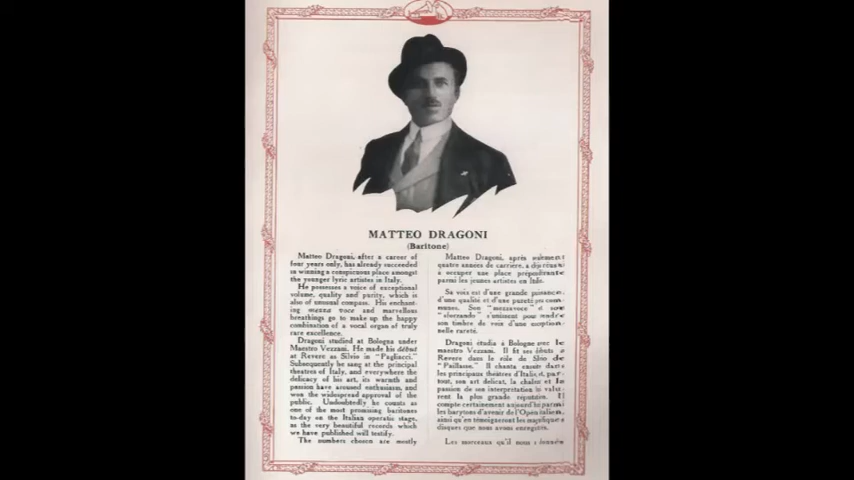 MATTEO DRAGONI
(Baritone)
Matteo Dragoni, after a career of
four years only, has already succeeded
in winning a conspicuous place amongst
the younger lyric artists in Italy.
He possesses a voice of exceptional
volume, quality and purity, which is
also of unusual compass. His enchant-
ing mezza voce and marvellous
breathings go to make up the happy
combination of a vocal organ of truly
rare excellence.
Dragoni studied at Bologna under
Maestro Vezzani. He made his début
at Revere as Silvio in "Pagliacci."
Subsequently he sang at the principal
theatres of Italy, and everywhere the
delicacy of his art, its warmth and
passion have aroused enthusiasm, and
won the widespread approval of the
public. Undoubtedly he counts as
one of the most promising baritones
to-day on the Italian operatic stage,
as the very beautiful records which
we have published will testify.
The numbers chosen are mostly
Matteo Dragoni, après seulement
quatre années de carrière, a déjà réussi
à occuper une place prépondérante
parmi les jeunes artistes en Italie.
Sa voix est d'une grande puissance,
d'une qualité et d'une pureté peu com-
munes. Son "mezzavoce" et son
"sforzando" s'unissent pour rendre
son timbre de voix d'une exception-
nelle rareté.
Dragoni étudia à Bologne avec le
maestro Vezzani. Il fit ses débuts à
Revere dans le rôle de Silvio de
"Paillasse." Il chanta ensuite dans
les principaux théâtres d'Italie et, par-
tout, son art délicat, la chaleur et la
passion de son interprétation lui valu-
rent la plus grande réputation. Il
compte certainement aujourd'hui parmi
les barytons d'avenir de l'Opéra italien,
ainsi qu'en témoigneront les magnifiques
disques que nous avons enregistrés.
Les morceaux qu'il nous a